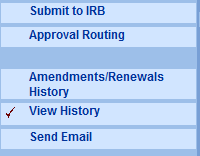 Submit to IRB
Approval Routing
Amendments/Renewals
History
View History
Send Email